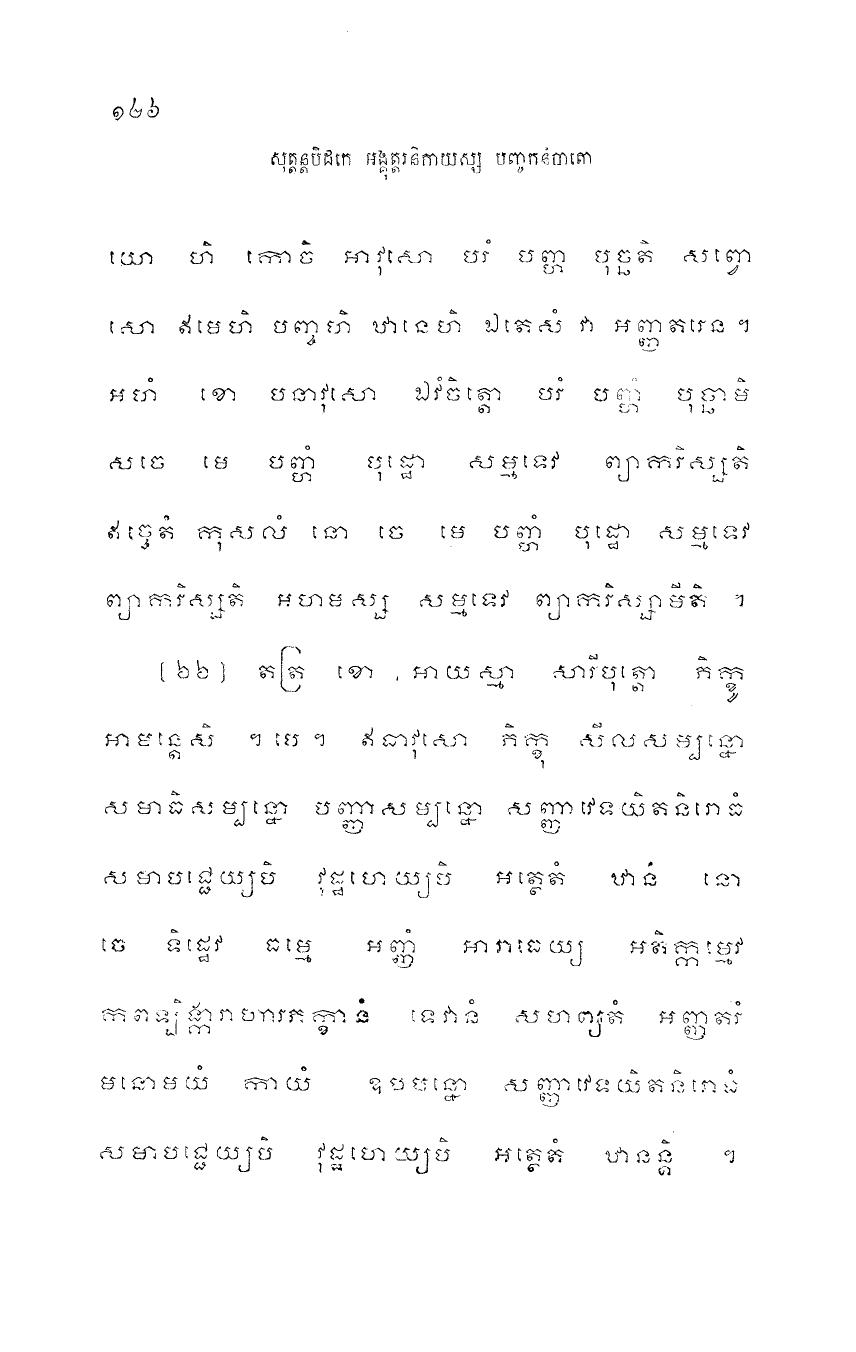 ១២៦
សុត្តន្តបិដកេ អង្គុត្តរនិកាយស្ស បញ្ចកនិបាតោ
យោ ហិ កោចិ អាវុសោ បរំ បញ្ហំ បុច្ឆតិ សព្វោ
សោ ឥមេហិ បញ្ចហិ ឋានេហិ ឯតេសំ វា អញ្ញតរេន ។
អហំ ខោ បនាវុសោ ឯវំចិត្តោ បរំ បញ្ហំ បុច្ឆាមិ
សចេ មេ បញ្ហំ បុដ្ឋោ សម្មទេវ ព្យាករិស្សតិ
ឥច្ចេតំ កុសលំ នោ ចេ មេ បញ្ហំ បុដ្ឋោ សម្មទេវ
ព្យាករិស្សតិ អហមស្ស សម្មទេវ ព្យាករិស្សាមីតិ ។
[៦៦] តត្រ ខោ អាយស្មា សារីបុត្តោ ភិក្ខូ
អាមន្តេសិ ។ បេ ។ ឥធាវុសោ ភិក្ខុ សីលសម្បន្នោ
សមាធិសម្បន្នោ បញ្ញាសម្បន្នោ សញ្ញាវេទយិតនិរោធំ
សមាបជ្ជេយ្យបិ វុដ្ឋហេយ្យបិ អត្ថេតំ ឋានំ នោ
ចេ ទិដ្ឋេវ ធម្មេ អញ្ញំ អារាធេយ្យ អតិក្កម្មេវ
កពឡិង្ការាហារភក្ខានំ ទេវានំ សហព្យតំ អញ្ញតរំ
មនោមយំ កាយំ ឧបបន្នោ សញ្ញាវេទយិតនិរោធំ
សមាបជ្ជេយ្យបិ វុដ្ឋហេយ្យបិ អត្ថេតំ ឋានន្តិ ។